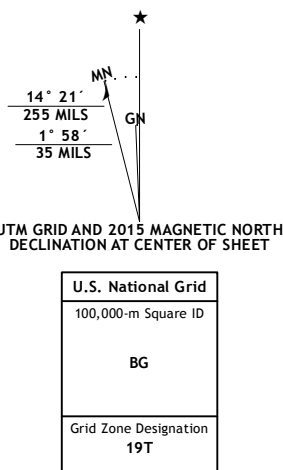 MN
14° 21´
255 MILS
GN
1° 58´
35 MILS
UTM GRID AND 2015 MAGNETIC NORTH
DECLINATION AT CENTER OF SHEET
U.S. National Grid
100,000-m Square ID
BG
Grid Zone Designation
19T